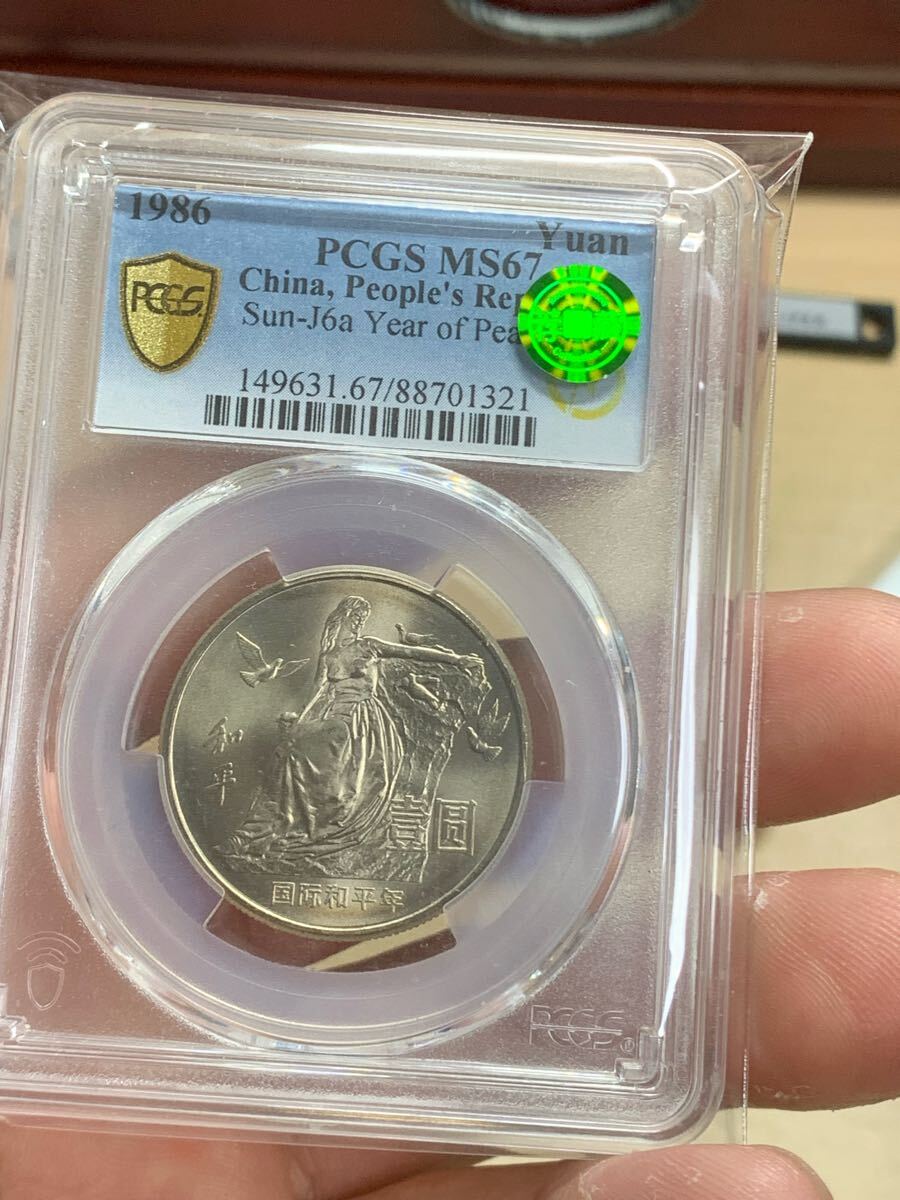 1986
Yuan
PCGS MS67
China, People's Rep
PCGS
Sun-J6a Year of Pea
149631.67/88701321
和
平
壹圆
国际和平年
PCGS